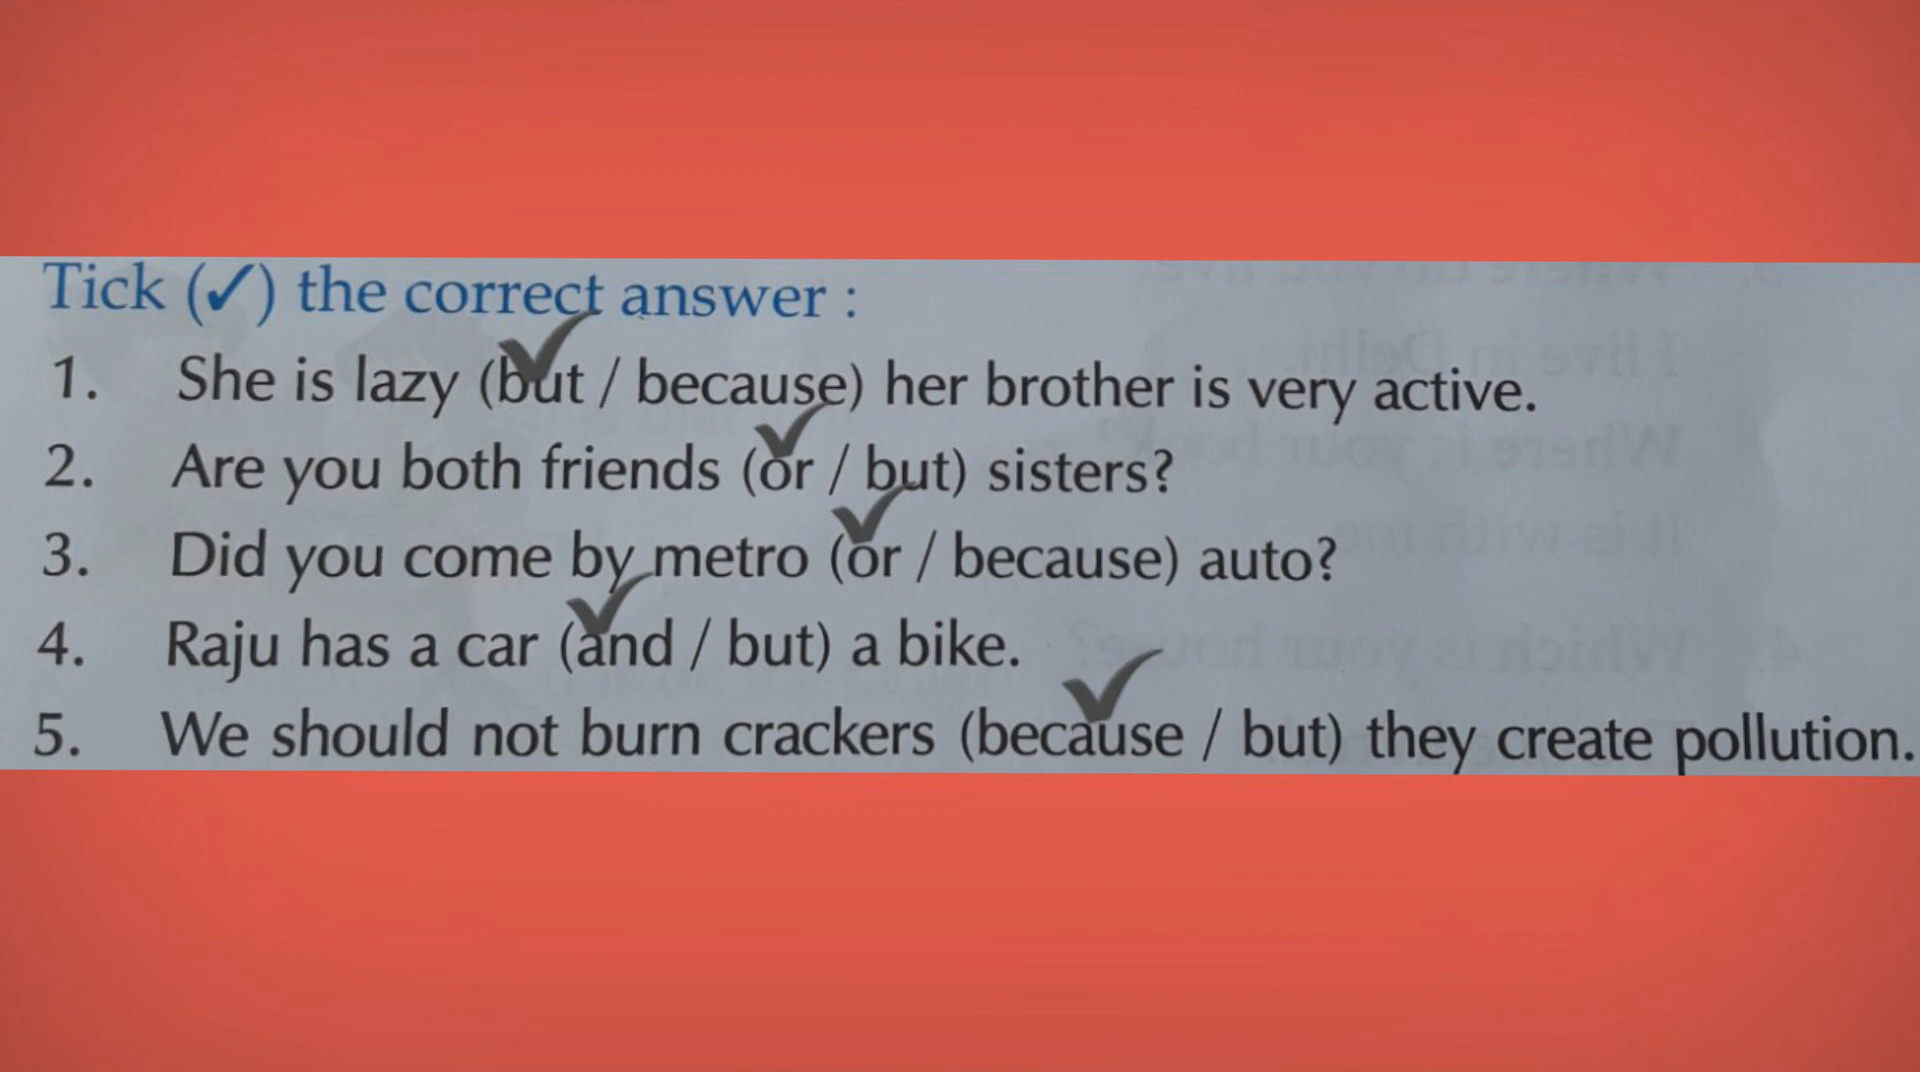 Tick (✓) the correct answer :
1. She is lazy (but / because) her brother is very active.
2. Are you both friends (or / but) sisters?
3. Did you come by metro (or / because) auto?
4. Raju has a car (and / but) a bike.
5. We should not burn crackers (because / but) they create pollution.